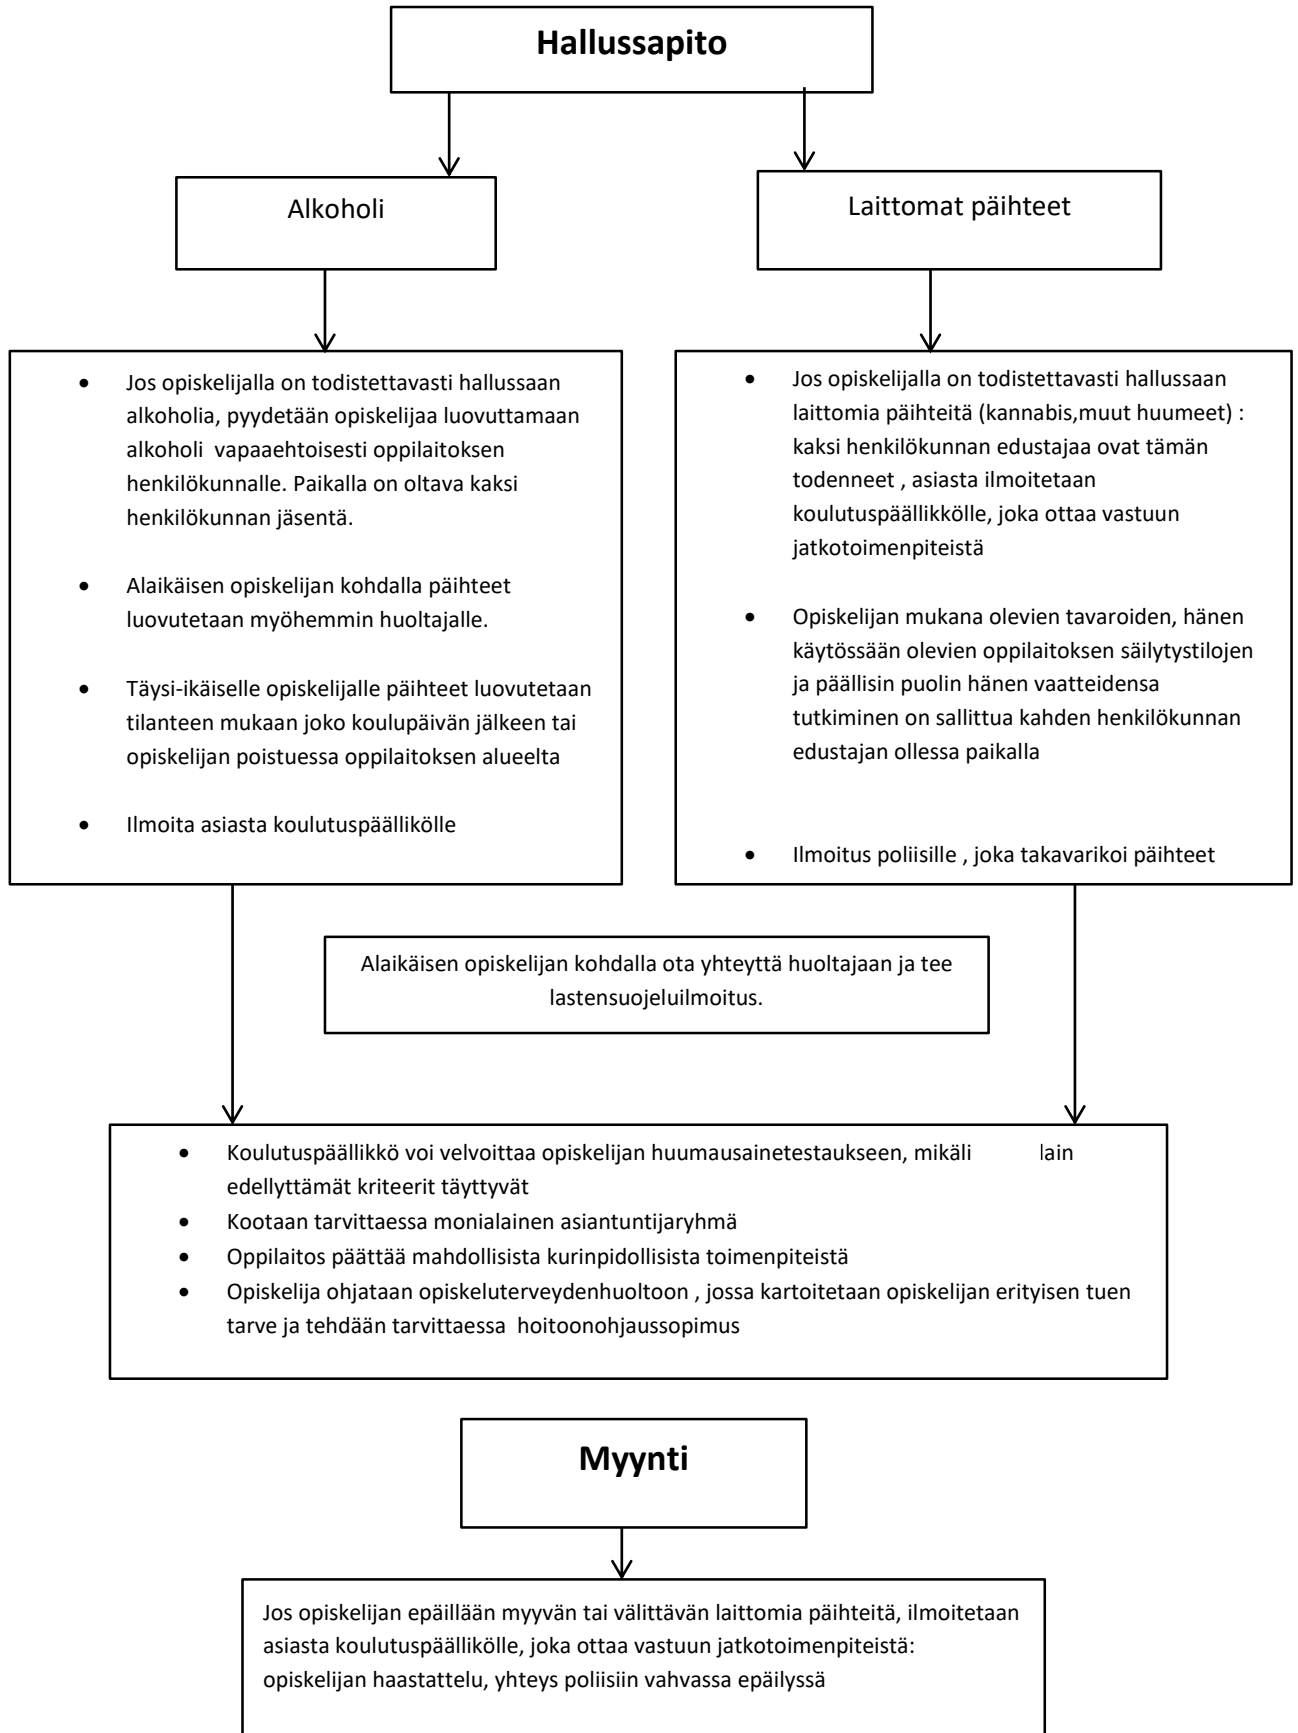 Hallussapito
Alkoholi
Laittomat päihteet
• Jos opiskelijalla on todistettavasti hallussaan
alkoholia, pyydetään opiskelijaa luovuttamaan
alkoholi vapaaehtoisesti oppilaitoksen
henkilökunnalle. Paikalla on oltava kaksi
henkilökunnan jäsentä.
• Alaikäisen opiskelijan kohdalla päihteet
luovutetaan myöhemmin huoltajalle.
• Täysi-ikäiselle opiskelijalle päihteet luovutetaan
tilanteen mukaan joko koulupäivän jälkeen tai
opiskelijan poistuessa oppilaitoksen alueelta
• Ilmoita asiasta koulutuspäällikölle
• Jos opiskelijalla on todistettavasti hallussaan
laittomia päihteitä (kannabis,muut huumeet) :
kaksi henkilökunnan edustajaa ovat tämän
todenneet , asiasta ilmoitetaan
koulutuspäällikkölle, joka ottaa vastuun
jatkotoimenpiteistä
• Opiskelijan mukana olevien tavaroiden, hänen
käytössään olevien oppilaitoksen säilytystilojen
ja päällisin puolin hänen vaatteidensa
tutkiminen on sallittua kahden henkilökunnan
edustajan ollessa paikalla
• Ilmoitus poliisille , joka takavarikoi päihteet
Alaikäisen opiskelijan kohdalla ota yhteyttä huoltajaan ja tee
lastensuojeluilmoitus.
• Koulutuspäällikkö voi velvoittaa opiskelijan huumausainetestaukseen, mikäli lain
edellyttämät kriteerit täyttyvät
• Kootaan tarvittaessa monialainen asiantuntijaryhmä
• Oppilaitos päättää mahdollisista kurinpidollisista toimenpiteistä
• Opiskelija ohjataan opiskeluterveydenhuoltoon , jossa kartoitetaan opiskelijan erityisen tuen
tarve ja tehdään tarvittaessa hoitoonohjaussopimus
Myynti
Jos opiskelijan epäillään myyvän tai välittävän laittomia päihteitä, ilmoitetaan
asiasta koulutuspäällikölle, joka ottaa vastuun jatkotoimenpiteistä:
opiskelijan haastattelu, yhteys poliisiin vahvassa epäilyssä